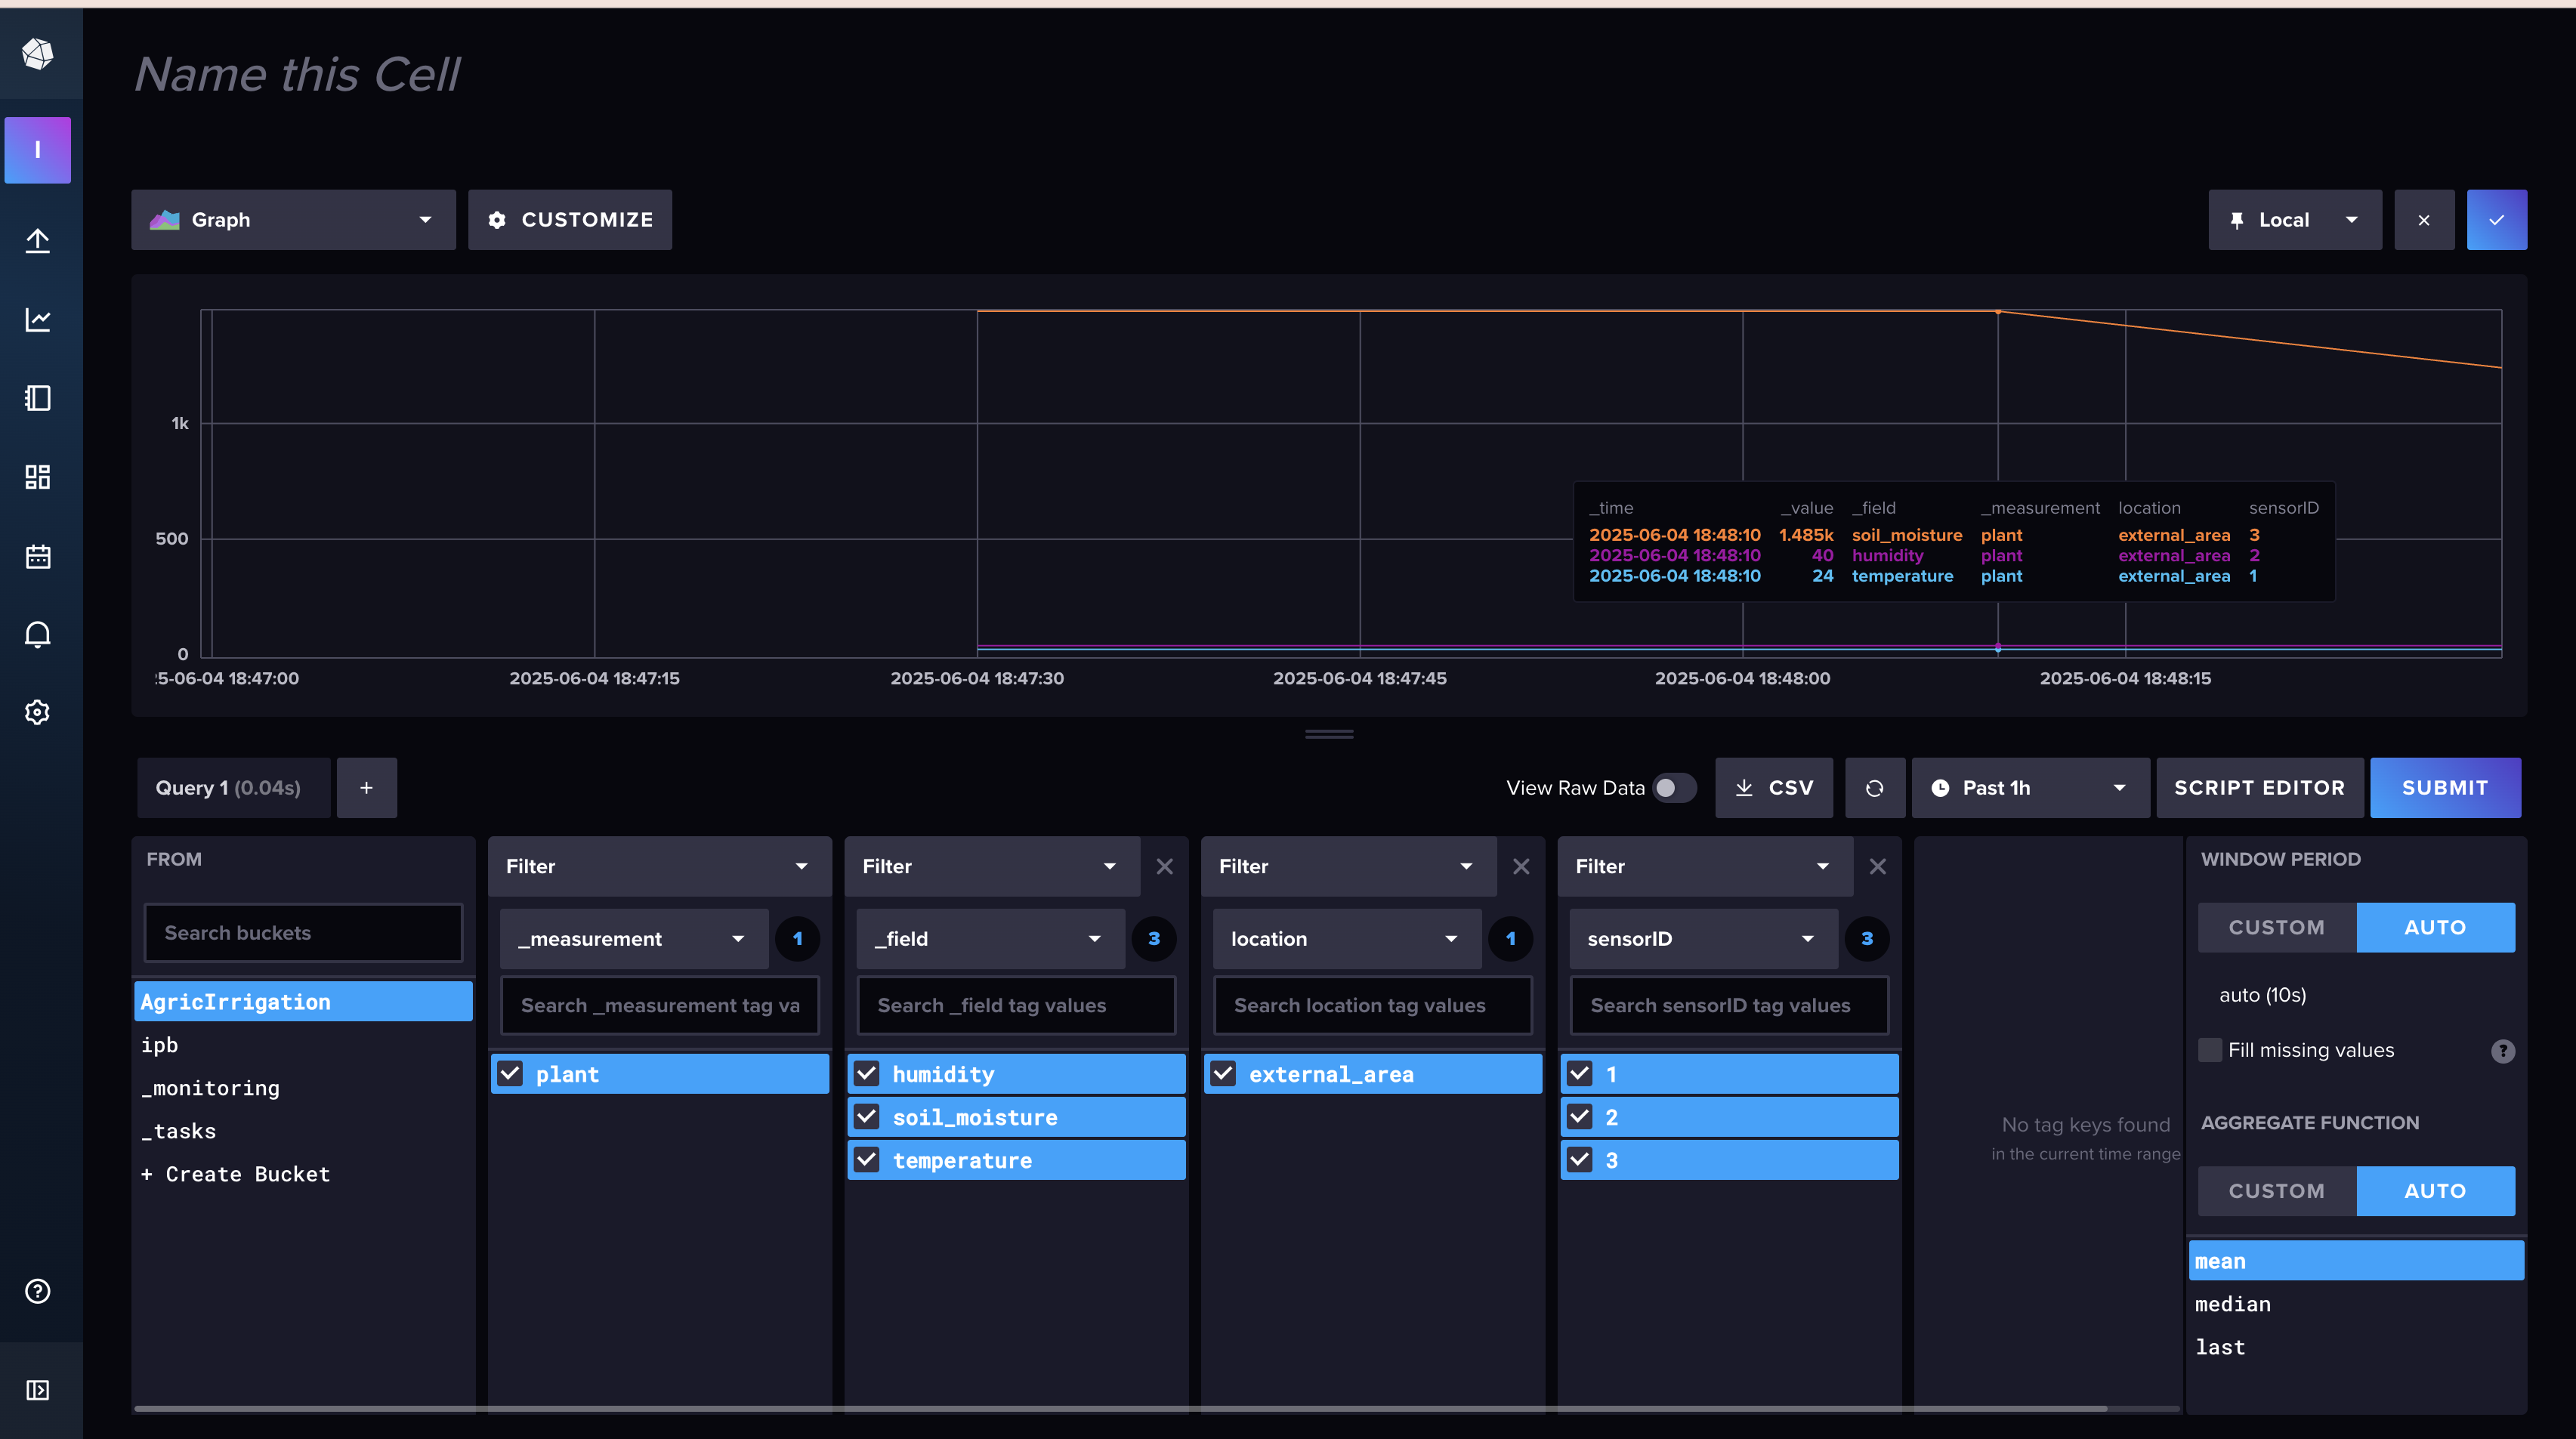 Name this Cell
I
Graph
CUSTOMIZE
Local
1k
500
0
_time _value _field _measurement location sensorID
2025-06-04 18:48:10 1.485k soil_moisture plant external_area 3
2025-06-04 18:48:10 40 humidity plant external_area 2
2025-06-04 18:48:10 24 temperature plant external_area 1
5-06-04 18:47:00 2025-06-04 18:47:15 2025-06-04 18:47:30 2025-06-04 18:47:45 2025-06-04 18:48:00 2025-06-04 18:48:15
Query 1 (0.04s)
+
View Raw Data
CSV
Past 1h
SCRIPT EDITOR
SUBMIT
FROM
Search buckets
AgricIrrigation
ipb
_monitoring
_tasks
+ Create Bucket
Filter
_measurement 1
Search _measurement tag va
plant
Filter
_field 3
Search _field tag values
humidity
soil_moisture
temperature
Filter
location 1
Search location tag values
external_area
Filter
sensorID 3
Search sensorID tag values
1
2
3
No tag keys found
in the current time range
WINDOW PERIOD
CUSTOM AUTO
auto (10s)
Fill missing values ?
AGGREGATE FUNCTION
CUSTOM AUTO
mean
median
last
?